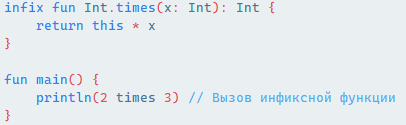 infix fun Int.times(x: Int): Int {
    return this * x
}

fun main() {
    println(2 times 3) // Вызов инфиксной функции
}